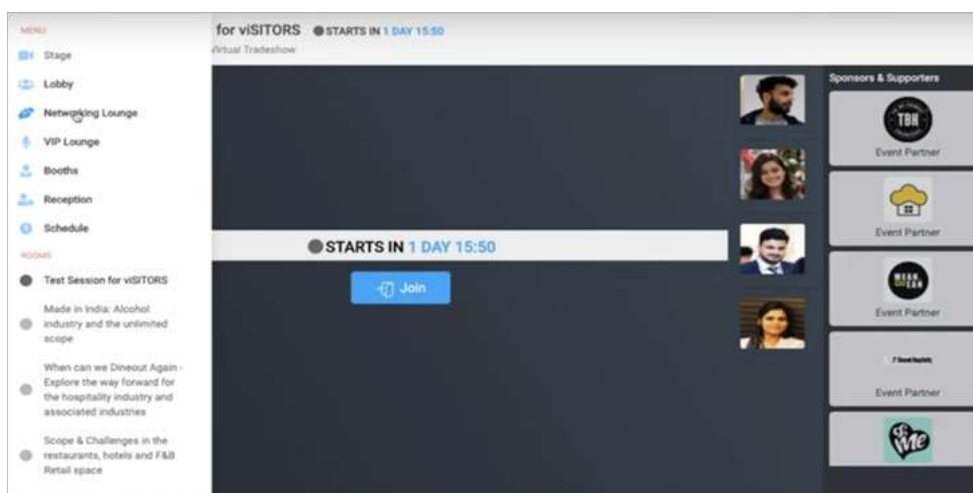 MENU
Stage
Lobby
Networking Lounge
VIP Lounge
Booths
Reception
Schedule
ROOMS
Test Session for viSITORS
Made in India: Alcohol
industry and the unlimited
scope
When can we Dineout Again -
Explore the way forward for
the hospitality industry and
associated industries
Scope & Challenges in the
restaurants, hotels and F&B
Retail space
for viSITORS
STARTS IN 1 DAY 15:50
Virtual Tradeshow
STARTS IN 1 DAY 15:50
Join
Sponsors & Supporters
TBH
Event Partner
Event Partner
Event Partner
Event Partner